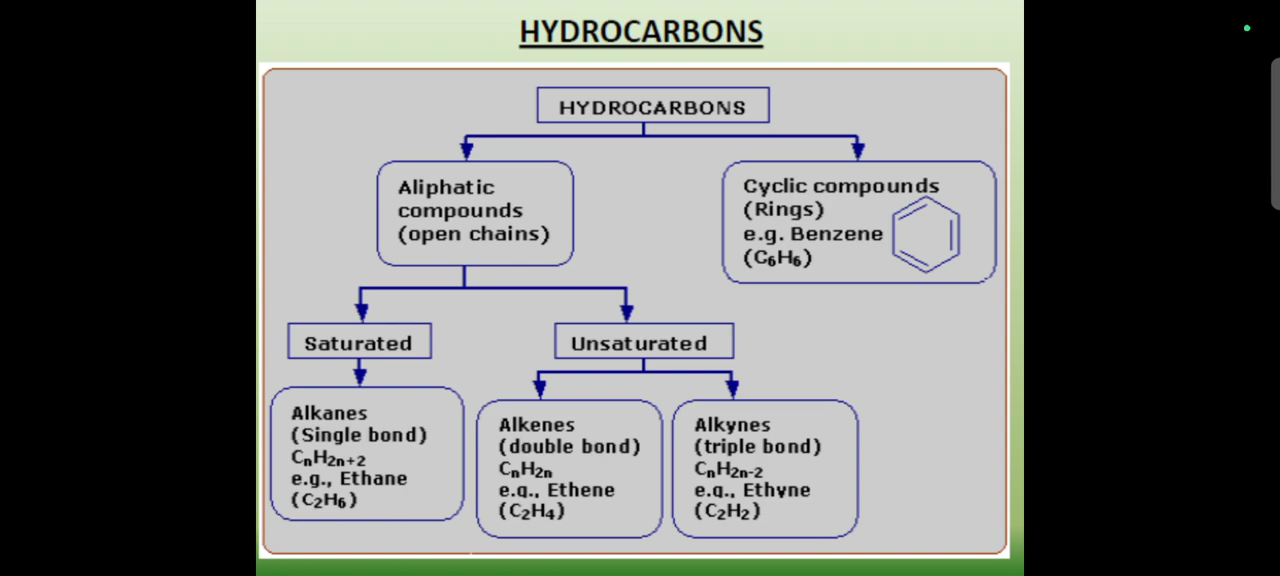 HYDROCARBONS
HYDROCARBONS
Aliphatic
compounds
(open chains)
Cyclic compounds
(Rings)
e.g. Benzene
(C₆H₆)
Saturated
Unsaturated
Alkanes
(Single bond)
CₙH₂ₙ₊₂
e.g., Ethane
(C₂H₆)
Alkenes
(double bond)
CₙH₂ₙ
e.g., Ethene
(C₂H₄)
Alkynes
(triple bond)
CₙH₂ₙ₋₂
e.g., Ethyne
(C₂H₂)